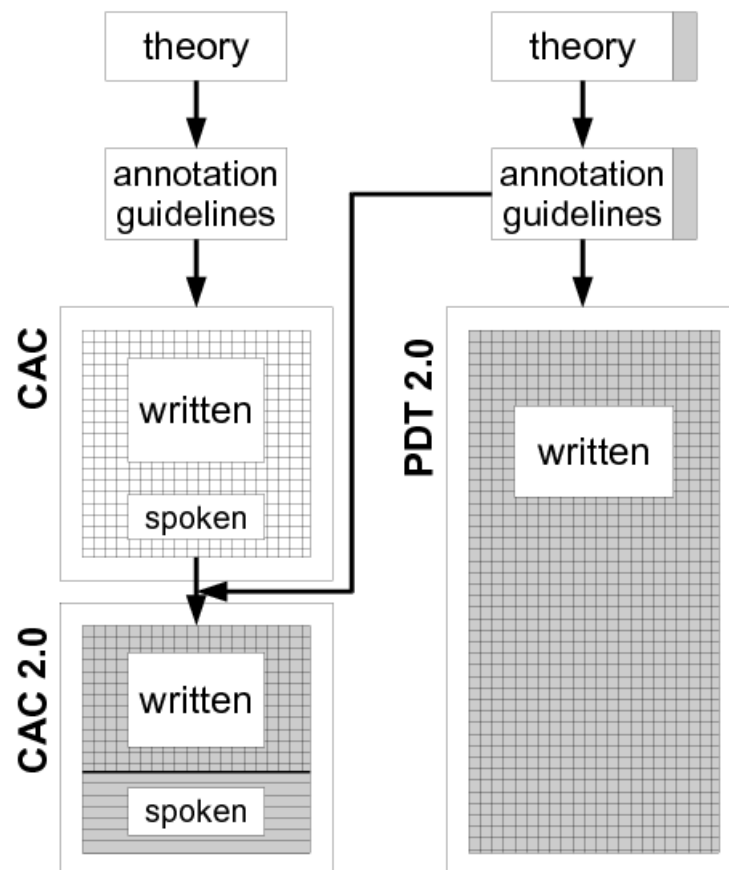 theory
annotation
guidelines
CAC
written
spoken
CAC 2.0
written
spoken
theory
annotation
guidelines
PDT 2.0
written